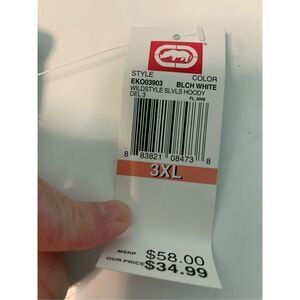 STYLE COLOR
EKO03903 BLCH WHITE
WILDSTYLE SLVLS HOODY
DEL 3 FL_0806
8 83821 08473 8
3XL
MSRP $58.00
OUR PRICE $34.99